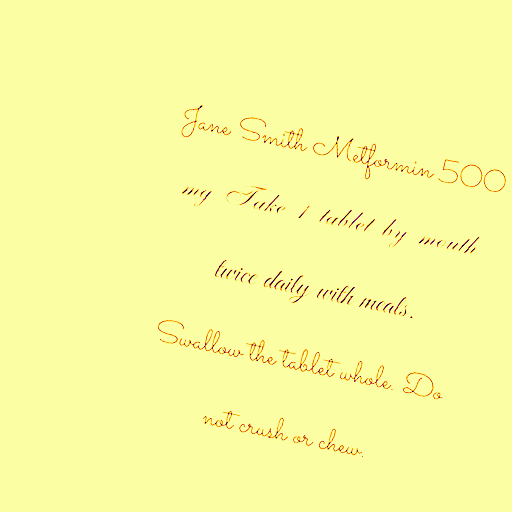 Jane Smith Metformin 500
mg Take 1 tablet by mouth
twice daily with meals.
Swallow the tablet whole. Do
not crush or chew.